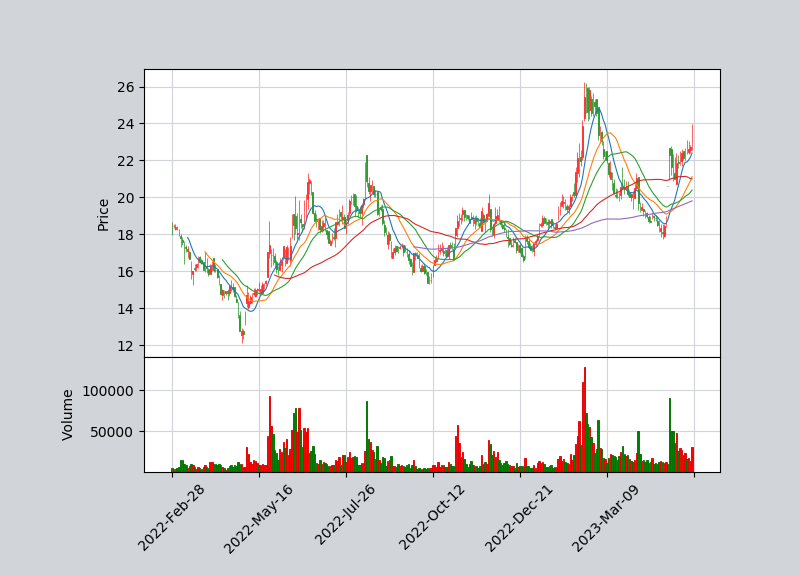 26
24
22
20
18
16
14
12
Price
100000
50000
Volume
2022-Feb-28
2022-May-16
2022-Jul-26
2022-Oct-12
2022-Dec-21
2023-Mar-09